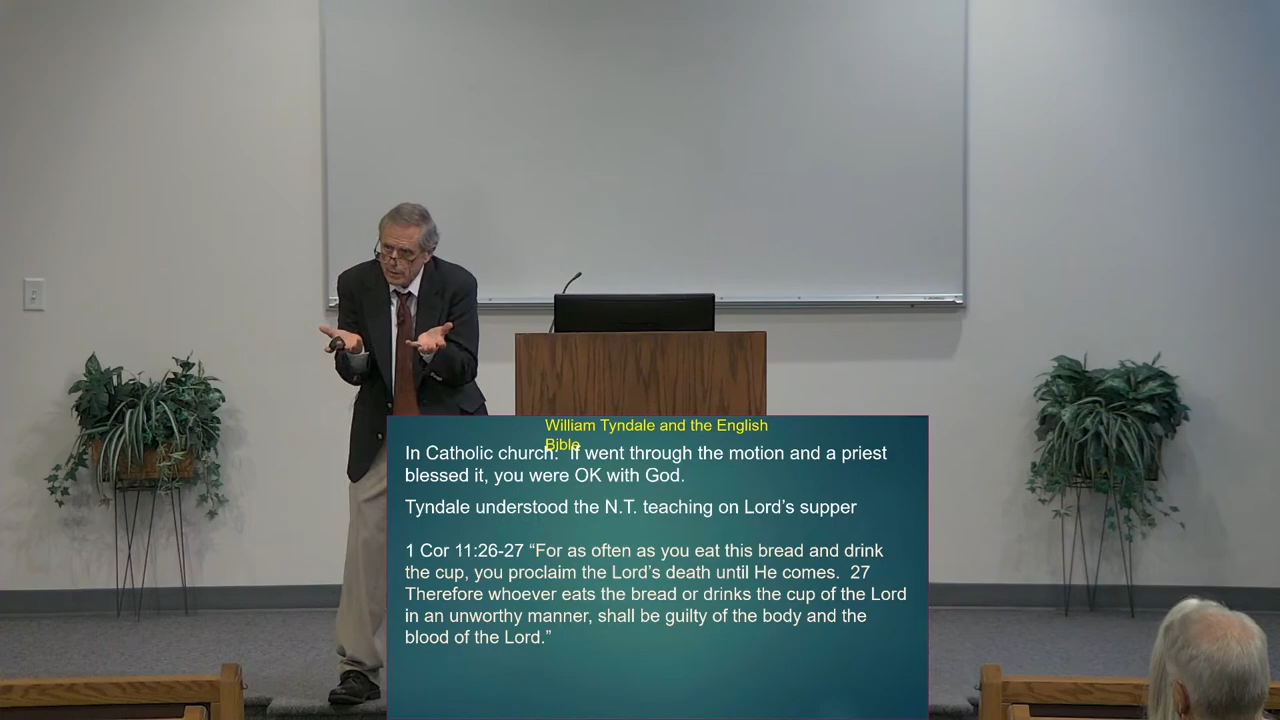 William Tyndale and the English
Bible
In Catholic church:  if went through the motion and a priest
blessed it, you were OK with God.
Tyndale understood the N.T. teaching on Lord's supper
1 Cor 11:26-27 “For as often as you eat this bread and drink
the cup, you proclaim the Lord's death until He comes.  27
Therefore whoever eats the bread or drinks the cup of the Lord
in an unworthy manner, shall be guilty of the body and the
blood of the Lord.”